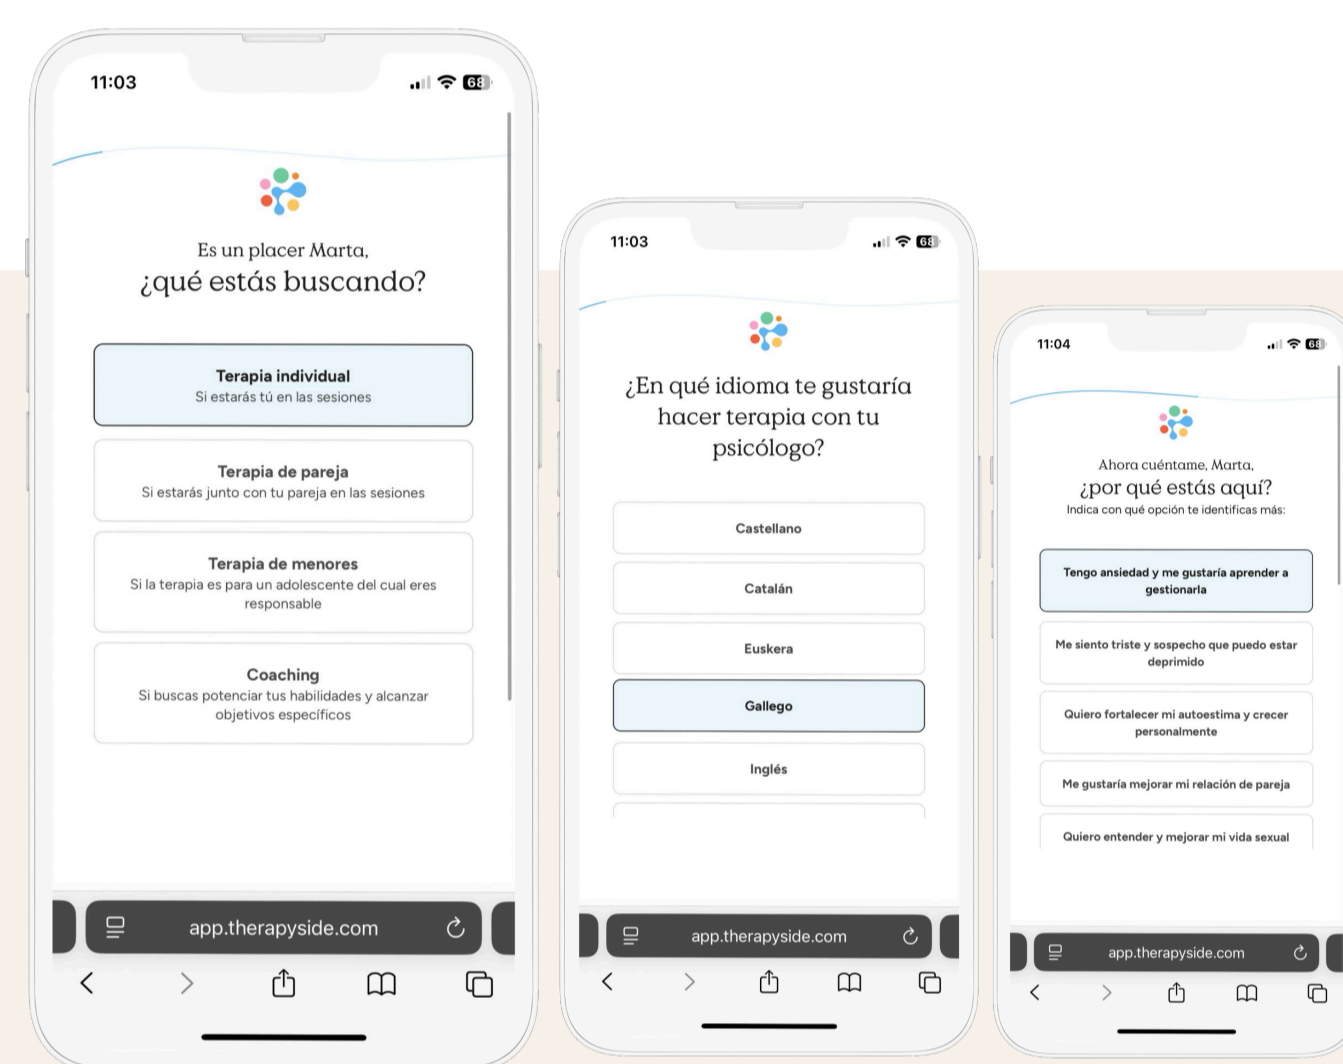 11:03
68
Es un placer Marta,
¿qué estás buscando?
Terapia individual
Si estarás tú en las sesiones
Terapia de pareja
Si estarás junto con tu pareja en las sesiones
Terapia de menores
Si la terapia es para un adolescente del cual eres
responsable
Coaching
Si buscas potenciar tus habilidades y alcanzar
objetivos específicos
app.therapyside.com
11:03
68
¿En qué idioma te gustaría
hacer terapia con tu
psicólogo?
Castellano
Catalán
Euskera
Gallego
Inglés
app.therapyside.com
11:04
68
Ahora cuéntame, Marta,
¿por qué estás aquí?
Indica con qué opción te identificas más:
Tengo ansiedad y me gustaría aprender a
gestionarla
Me siento triste y sospecho que puedo estar
deprimido
Quiero fortalecer mi autoestima y crecer
personalmente
Me gustaría mejorar mi relación de pareja
Quiero entender y mejorar mi vida sexual
app.therapyside.com